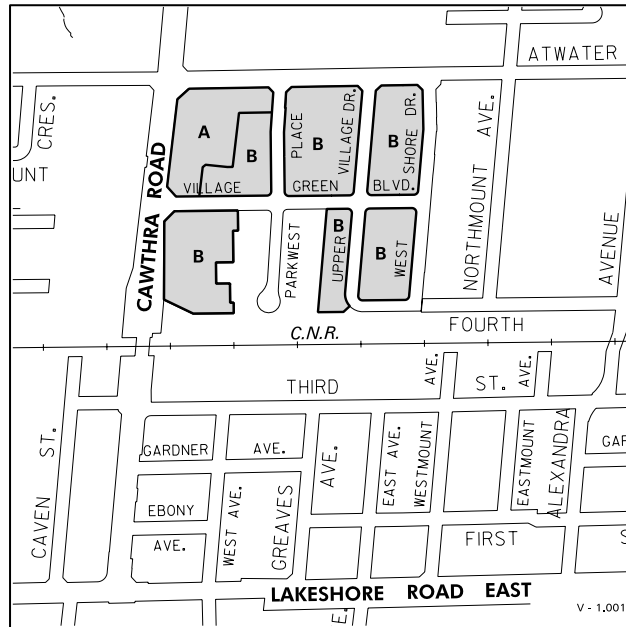 ATWATER
CRES.
UNT
CAWTHRA ROAD
A
B
PLACE
B
VILLAGE DR.
B
SHORE DR.
NORTHMOUNT AVE.
AVENUE
VILLAGE GREEN BLVD.
B
PARKWEST
B
UPPER
B
WEST
C.N.R.
FOURTH
THIRD ST.
AVE.
AVE.
CAVEN ST.
GARDNER AVE.
GAR
AVE.
EAST AVE.
WESTMOUNT
EASTMOUNT
ALEXANDRA
EBONY
AVE.
WEST AVE.
GREAVES
FIRST
S
LAKESHORE ROAD EAST
E.
V - 1.001